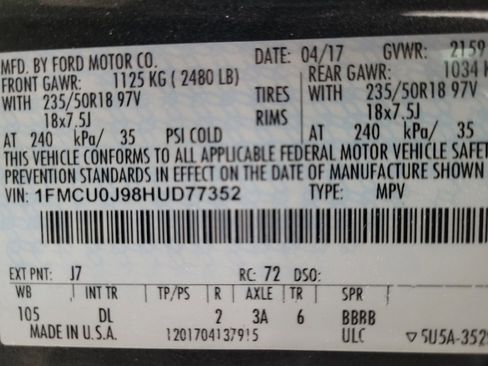 MFD. BY FORD MOTOR CO. DATE: 04/17 GVWR: 2159
FRONT GAWR: 1125 KG ( 2480 LB) REAR GAWR: 1034
WITH 235/50R18 97V TIRES WITH 235/50R18 97V
18x7.5J RIMS 18x7.5J
AT 240 kPa/ 35 PSI COLD AT 240 kPa/ 35
THIS VEHICLE CONFORMS TO ALL APPLICABLE FEDERAL MOTOR VEHICLE SAFET
PREVENTION STANDARDS IN EFFECT ON THE DATE OF MANUFACTURE SHOWN
VIN: 1FMCU0J98HUD77352 TYPE: MPV
EXT PNT: J7 RC: 72 DSO:
WB INT TR TP/PS R AXLE TR SPR
105 DL 2 3A 6 BBRB
MADE IN U.S.A. 1201704137915 ULC ▽5U5A-352